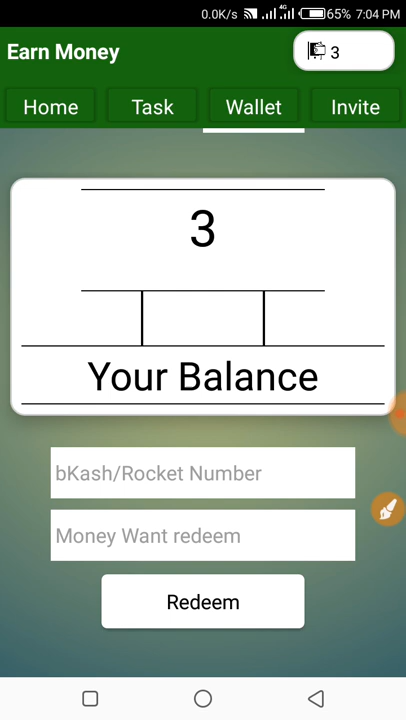 0.0K/s 4G 65% 7:04 PM
Earn Money
3
Home Task Wallet Invite
3
Your Balance
bKash/Rocket Number
Money Want redeem
Redeem